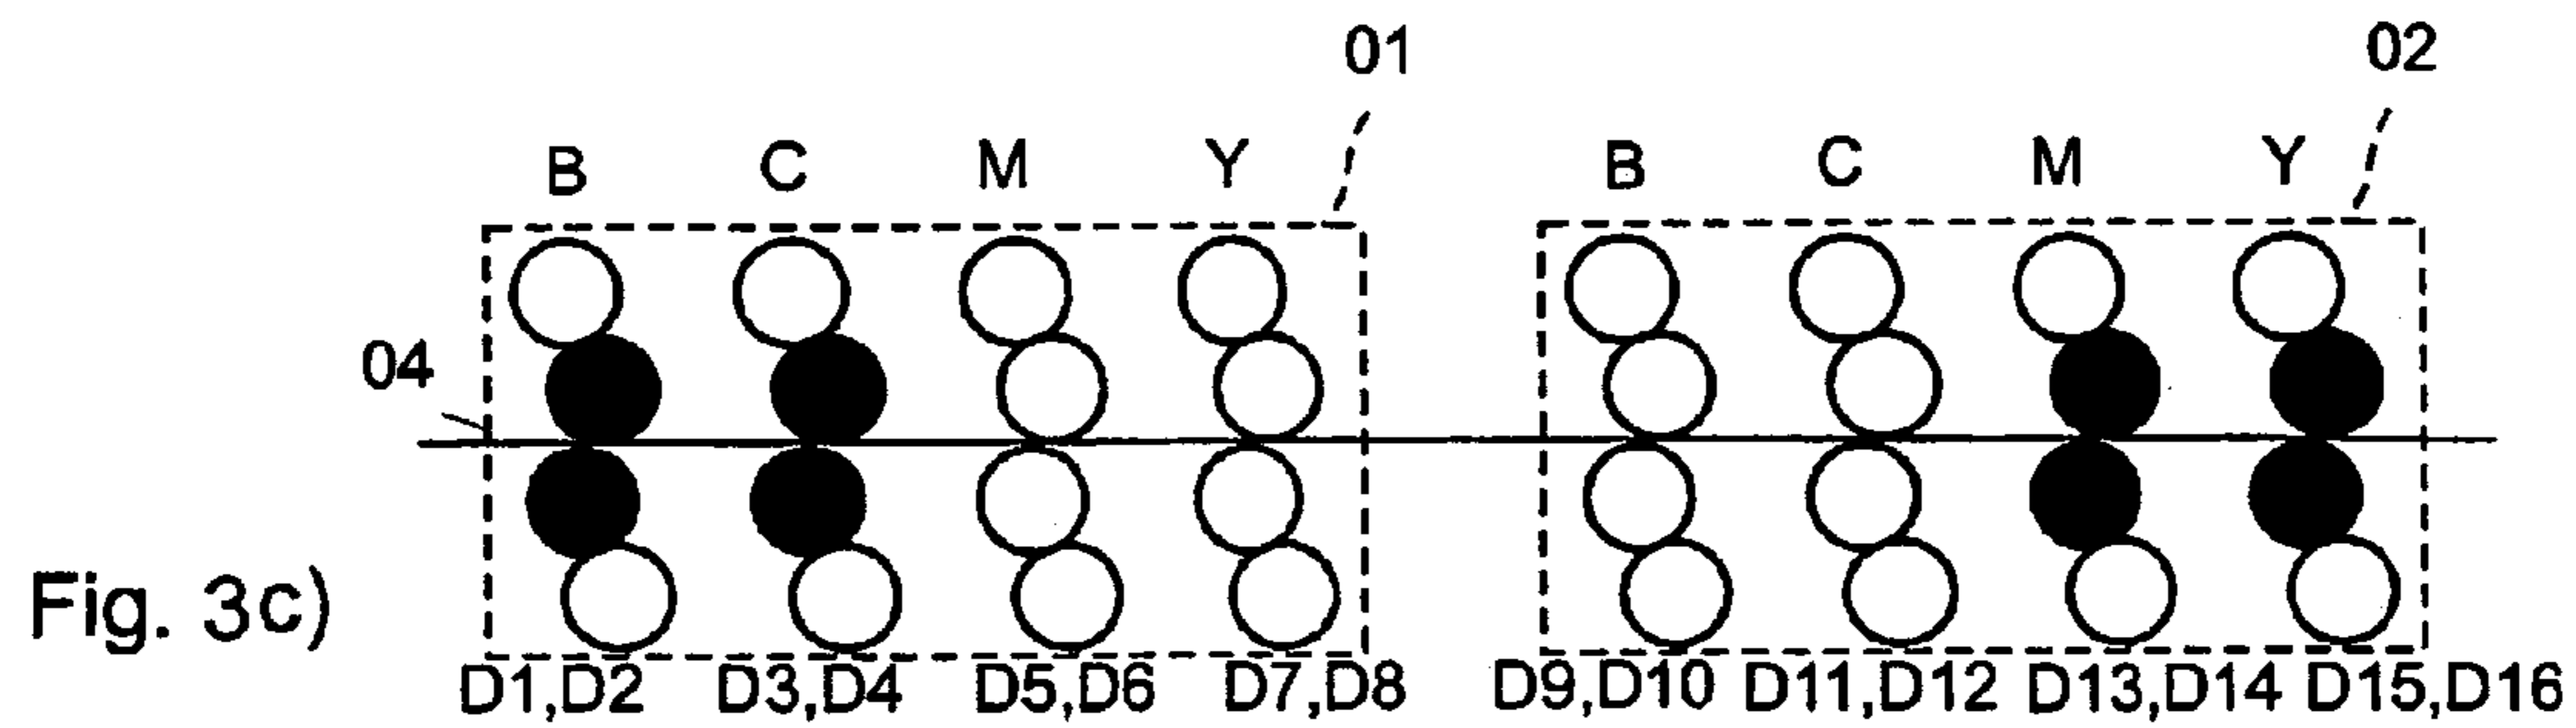 01 02
B C M Y B C M Y
04
Fig. 3c)
D1,D2 D3,D4 D5,D6 D7,D8 D9,D10 D11,D12 D13,D14 D15,D16